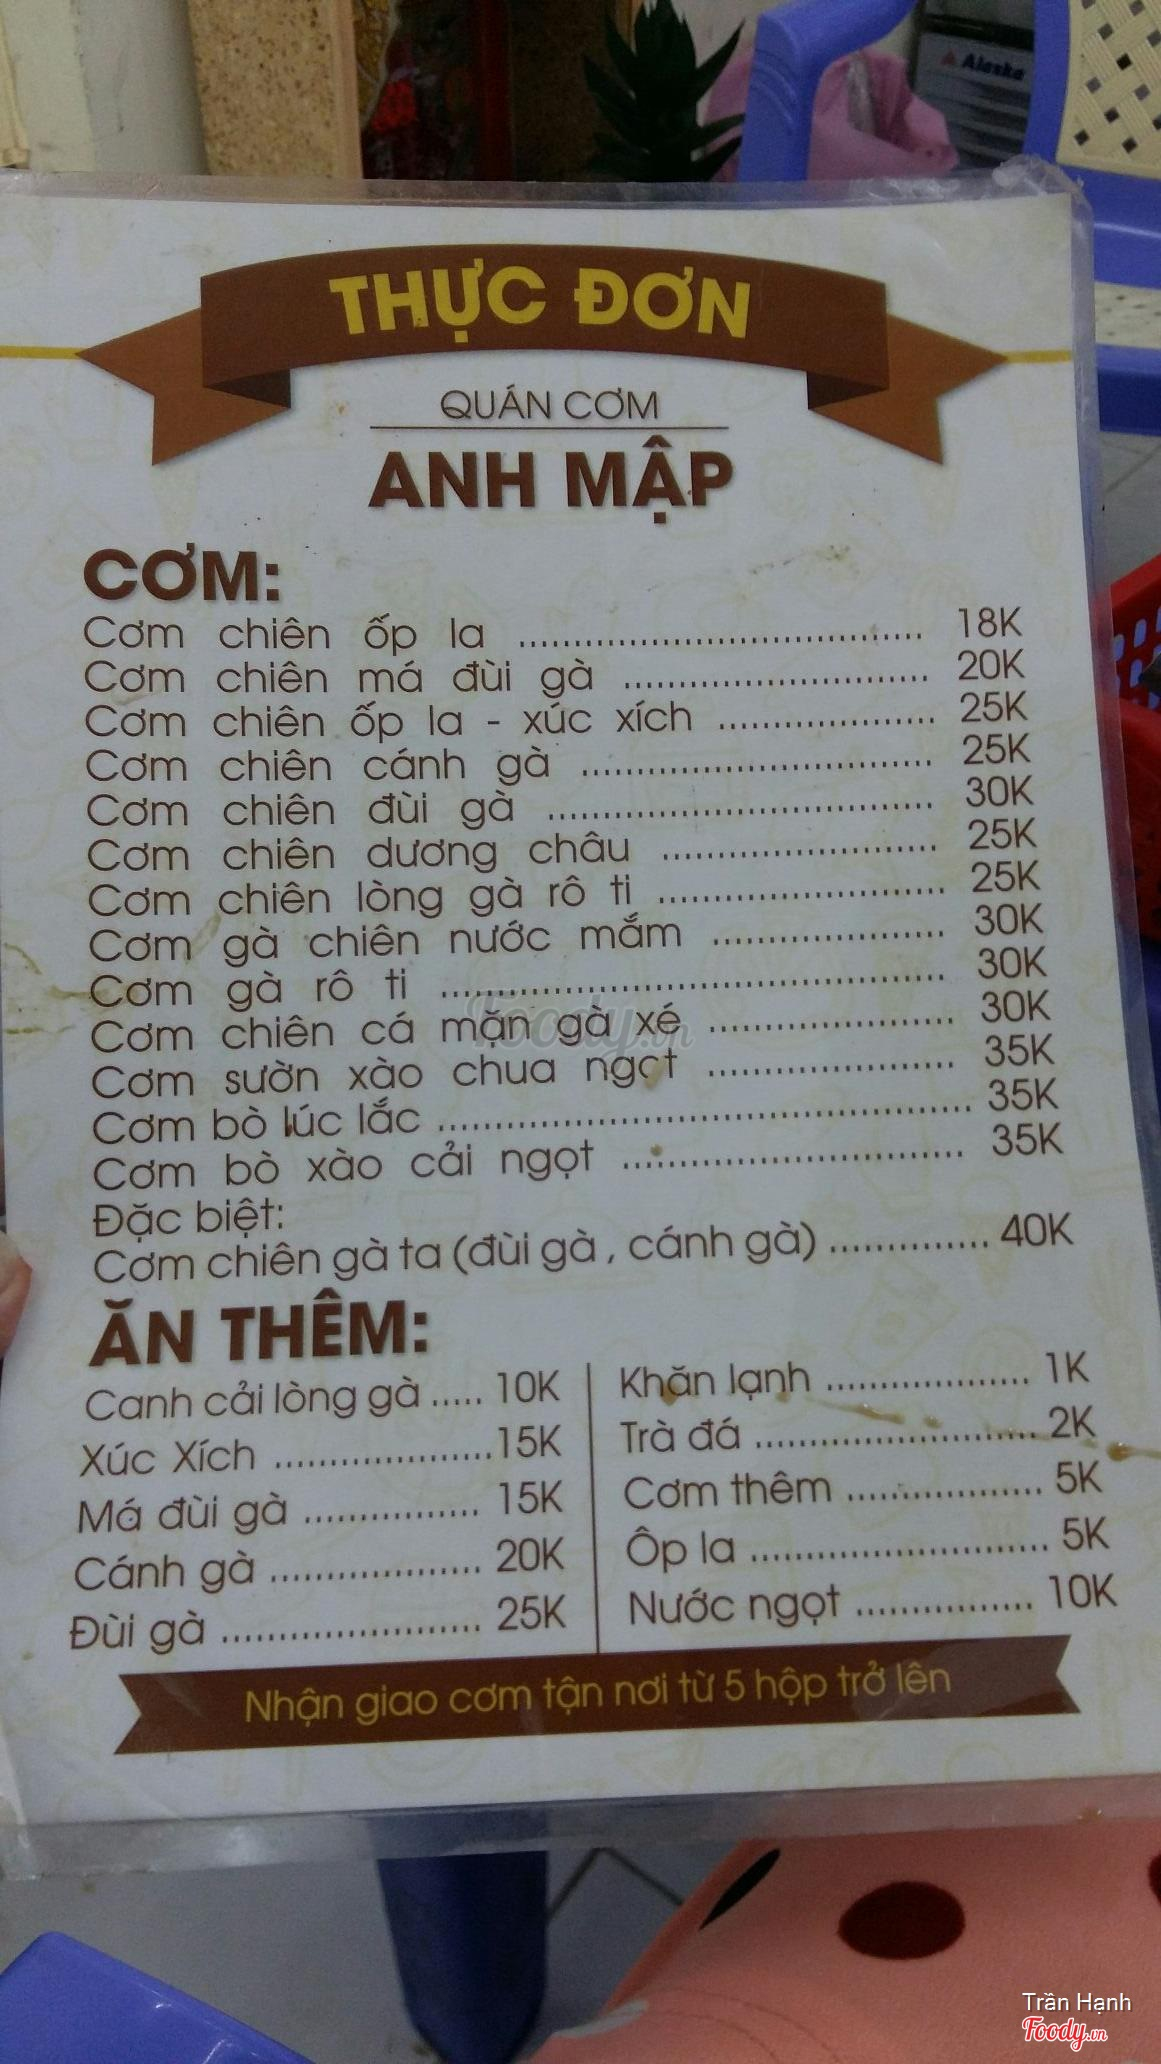 Alaska
THỰC ĐƠN
QUÁN CƠM
ANH MẬP
CƠM:
Cơm chiên ốp la ........ 18K
Cơm chiên má đùi gà ........ 20K
Cơm chiên ốp la - xúc xích ........ 25K
Cơm chiên cánh gà ........ 25K
Cơm chiên đùi gà ........ 30K
Cơm chiên dương châu ........ 25K
Cơm chiên lòng gà rô ti ........ 25K
Cơm gà chiên nước mắm ........ 30K
Cơm gà rô ti ........ 30K
Cơm chiên cá mặn gà xé ........ 30K
Cơm sườn xào chua ngọt ........ 35K
Cơm bò lúc lắc ........ 35K
Cơm bò xào cải ngọt ........ 35K
Đặc biệt:
Cơm chiên gà ta (đùi gà , cánh gà) ........ 40K
Foody.vn
ĂN THÊM:
Canh cải lòng gà ..... 10K
Xúc Xích ........ 15K
Má đùi gà ........ 15K
Cánh gà ........ 20K
Đùi gà ........ 25K
Khăn lạnh ........ 1K
Trà đá ........ 2K
Cơm thêm ........ 5K
Ôp la ........ 5K
Nước ngọt ........ 10K
Nhận giao cơm tận nơi từ 5 hộp trở lên
Trần Hạnh
Foody.vn